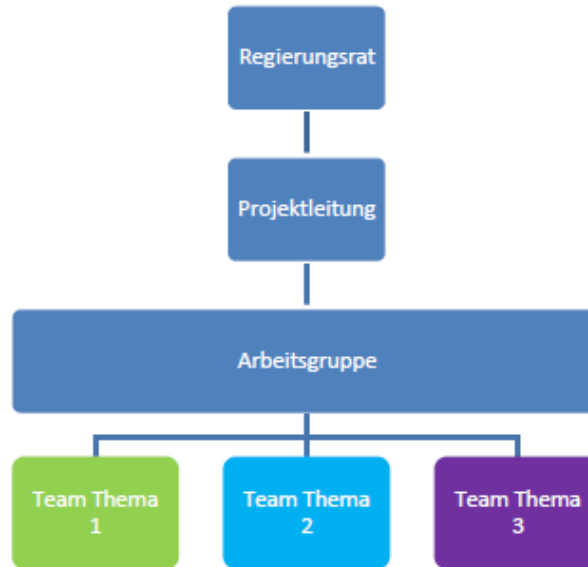 Regierungsrat
Projektleitung
Arbeitsgruppe
Team Thema
1
Team Thema
2
Team Thema
3